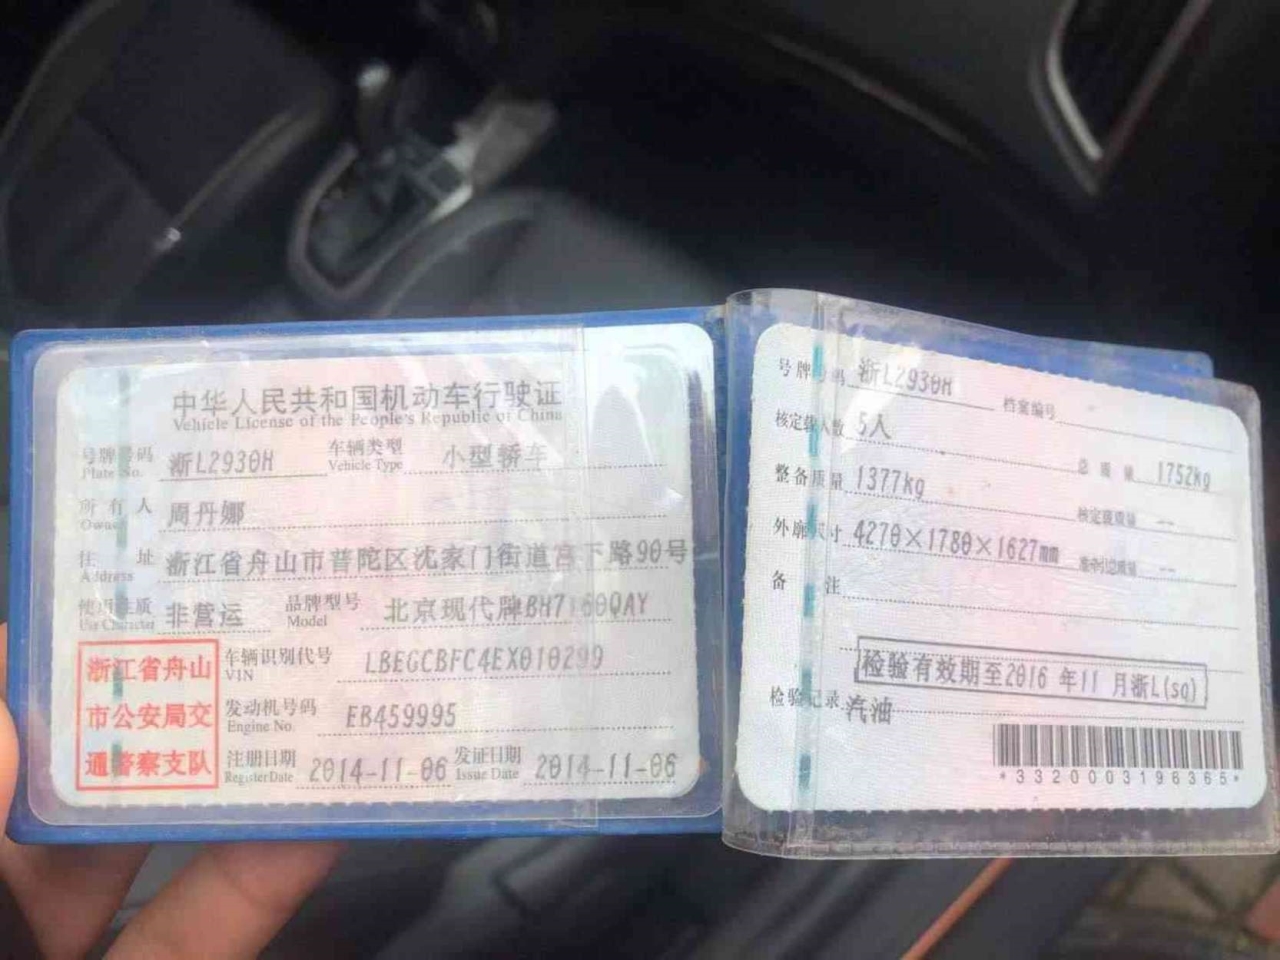 中华人民共和国机动车行驶证
Vehicle License of the People's Republic of China
号牌号码 浙L2930H 车辆类型 小型轿车
Plate No. Vehicle Type
所有人 周丹娜
Owner
住址 浙江省舟山市普陀区沈家门街道宫下路90号
Address
使用性质 非营运 品牌型号 北京现代牌BH7160QAY
Use Character Model
浙江省舟山
市公安局交
通警察支队
车辆识别代号 LBEGCBFC4EX010299
VIN
发动机号码 EB459995
Engine No.
注册日期 2014-11-06 发证日期 2014-11-06
Register Date Issue Date
号牌号码 浙L2930H 档案编号
核定载人数 5人 总质量 1752kg
整备质量 1377kg 核定载质量 --
外廓尺寸 4270×1780×1627mm 准牵引总质量 --
备注
检验有效期至2016年11月浙L(sq)
检验记录 汽油
*3320003196365*